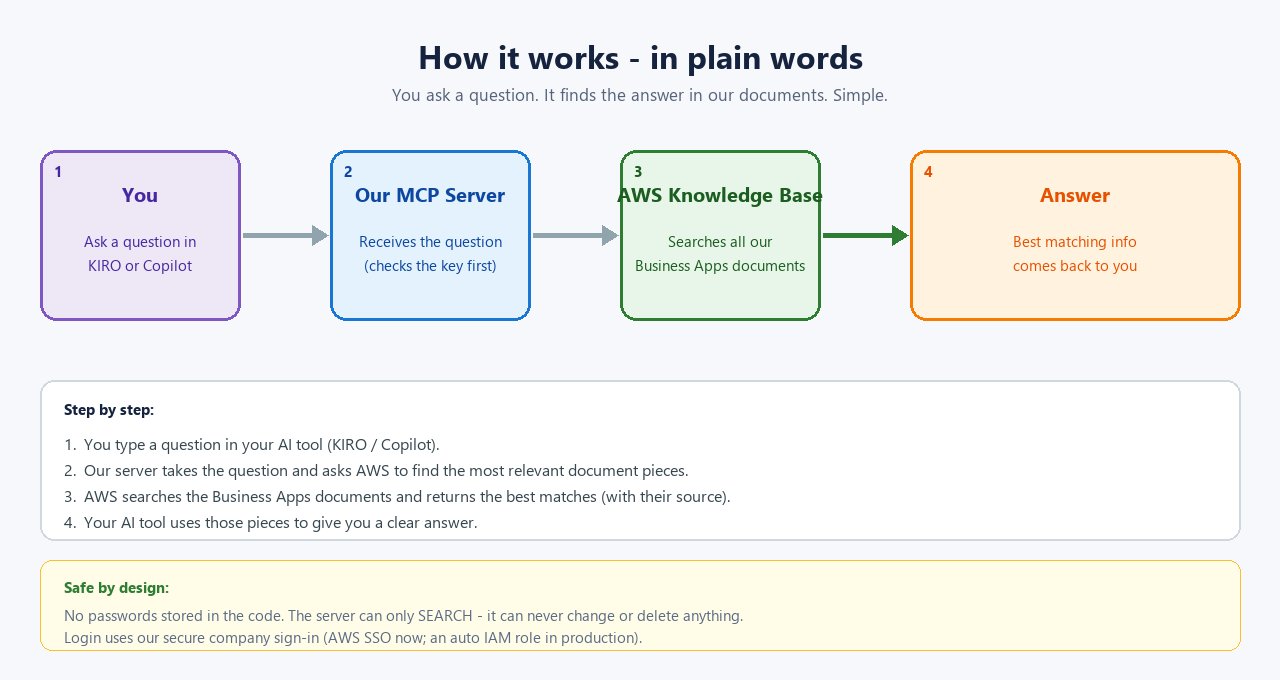 How it works - in plain words
You ask a question. It finds the answer in our documents. Simple.
1
You
Ask a question in
KIRO or Copilot
2
Our MCP Server
Receives the question
(checks the key first)
3
AWS Knowledge Base
Searches all our
Business Apps documents
4
Answer
Best matching info
comes back to you
Step by step:
1. You type a question in your AI tool (KIRO / Copilot).
2. Our server takes the question and asks AWS to find the most relevant document pieces.
3. AWS searches the Business Apps documents and returns the best matches (with their source).
4. Your AI tool uses those pieces to give you a clear answer.
Safe by design:
No passwords stored in the code. The server can only SEARCH - it can never change or delete anything.
Login uses our secure company sign-in (AWS SSO now; an auto IAM role in production).